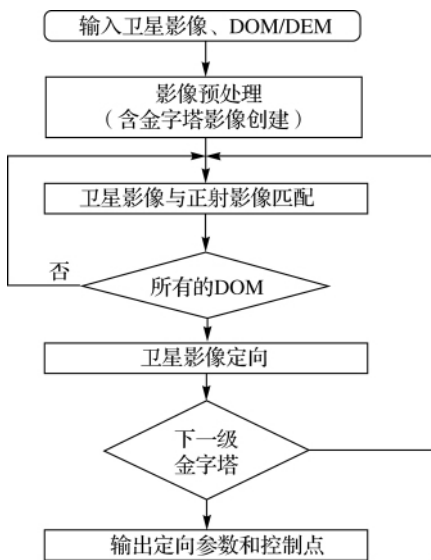 输入卫星影像、DOM/DEM
影像预处理
（含金字塔影像创建）
卫星影像与正射影像匹配
否
所有的DOM
卫星影像定向
下一级
金字塔
输出定向参数和控制点